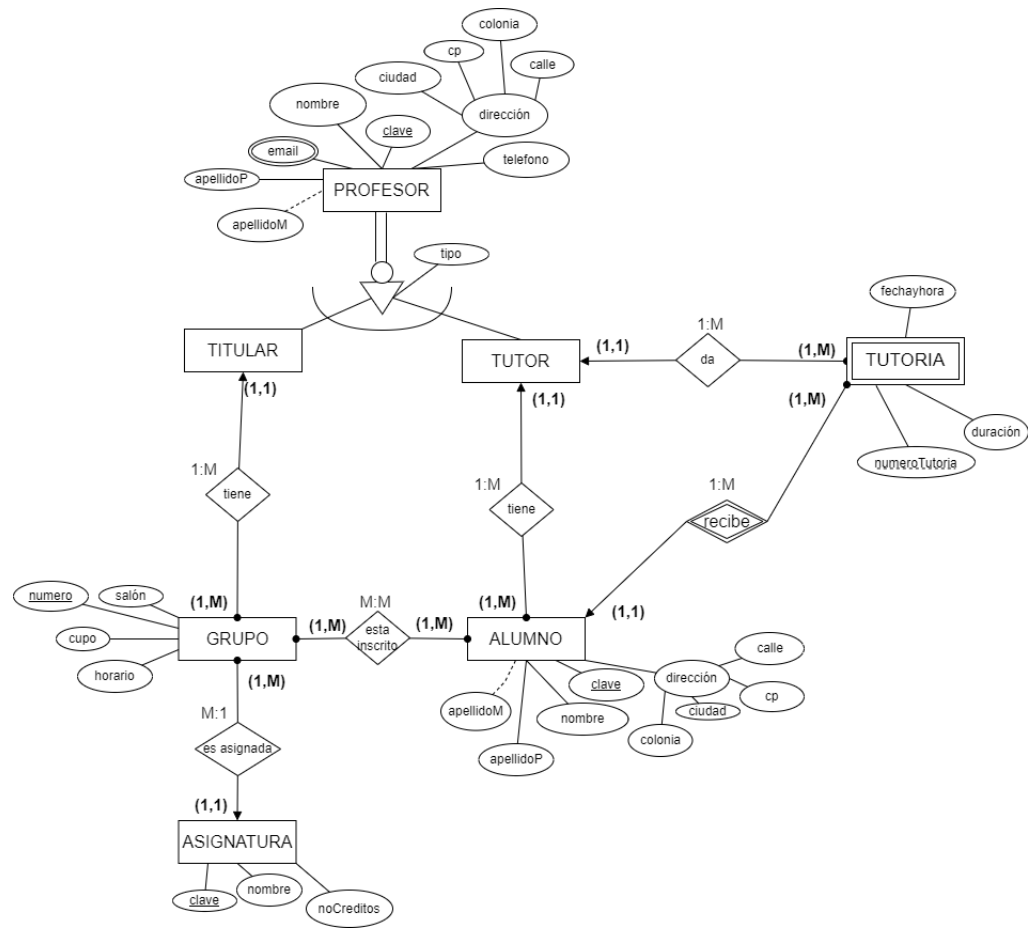 colonia
cp
calle
ciudad
nombre
dirección
clave
email
telefono
apellidoP
PROFESOR
apellidoM
tipo
fechayhora
1:M
TITULAR
TUTOR
(1,1)
da
(1,M)
TUTORIA
(1,1)
(1,1)
(1,M)
duración
numeroTutoria
1:M
1:M
1:M
tiene
tiene
recibe
numero
salón
(1,M)
M:M
(1,M)
(1,1)
GRUPO
(1,M)
esta
inscrito
(1,M)
ALUMNO
cupo
horario
(1,M)
calle
dirección
clave
cp
apellidoM
ciudad
nombre
M:1
colonia
es asignada
apellidoP
(1,1)
ASIGNATURA
clave
nombre
noCreditos